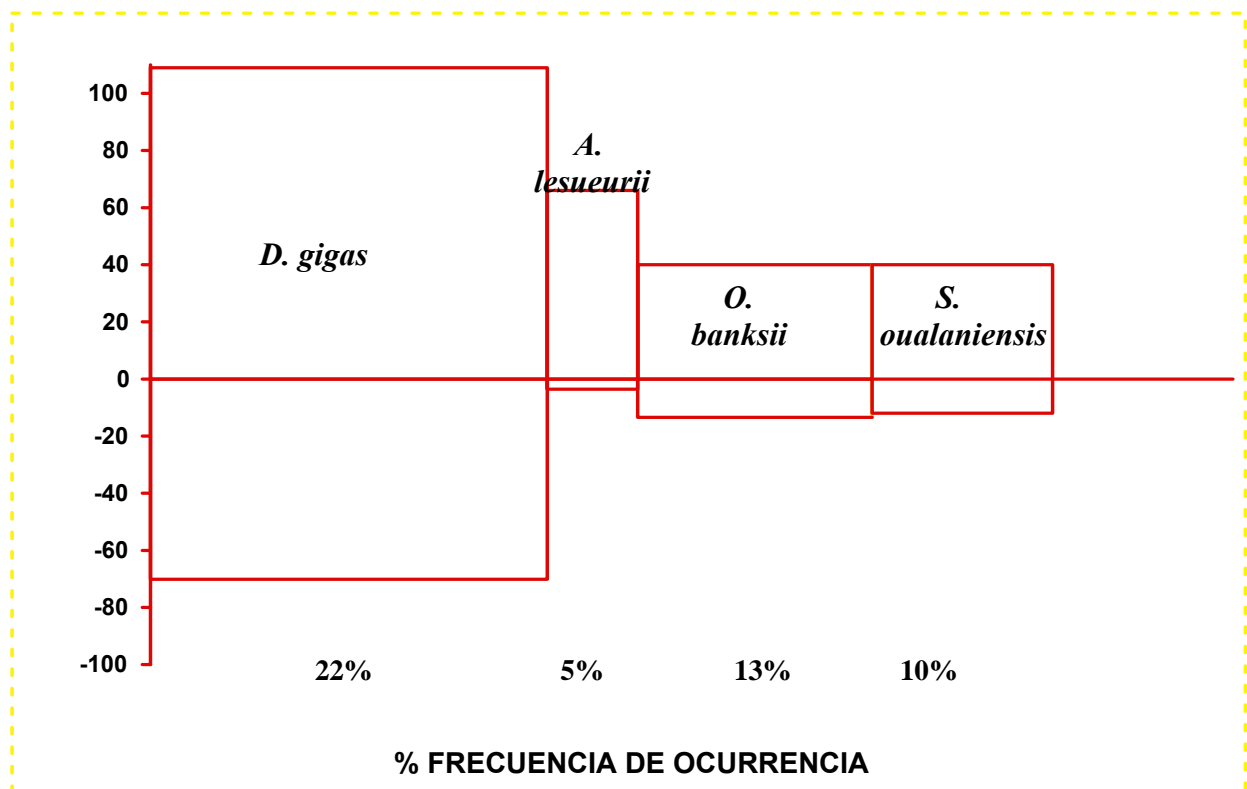 100
80
60
40
20
0
-20
-40
-60
-80
-100
A.
lesueurii
D. gigas
O.
banksii
S.
oualaniensis
22% 5% 13% 10%
% FRECUENCIA DE OCURRENCIA